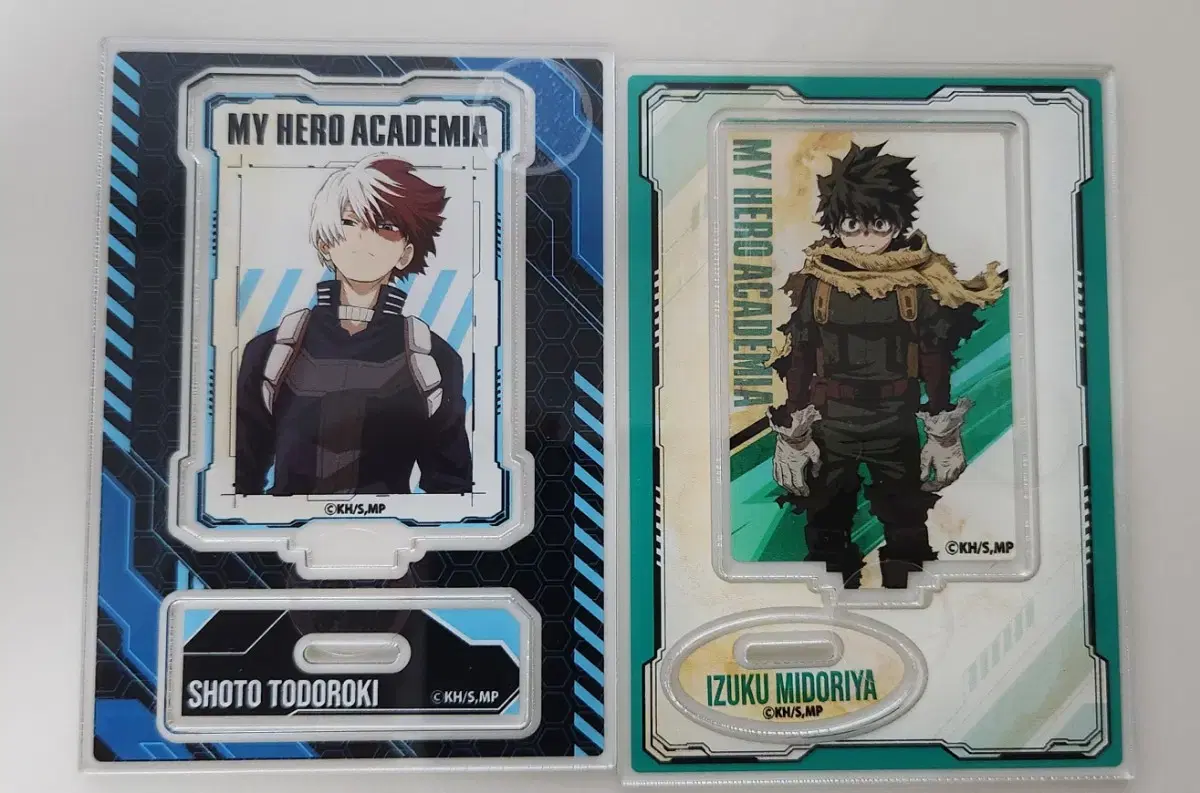 MY HERO ACADEMIA
©KH/S,MP
SHOTO TODOROKI
©KH/S,MP
MY HERO ACADEMIA
©KH/S,MP
IZUKU MIDORIYA
©KH/S,MP